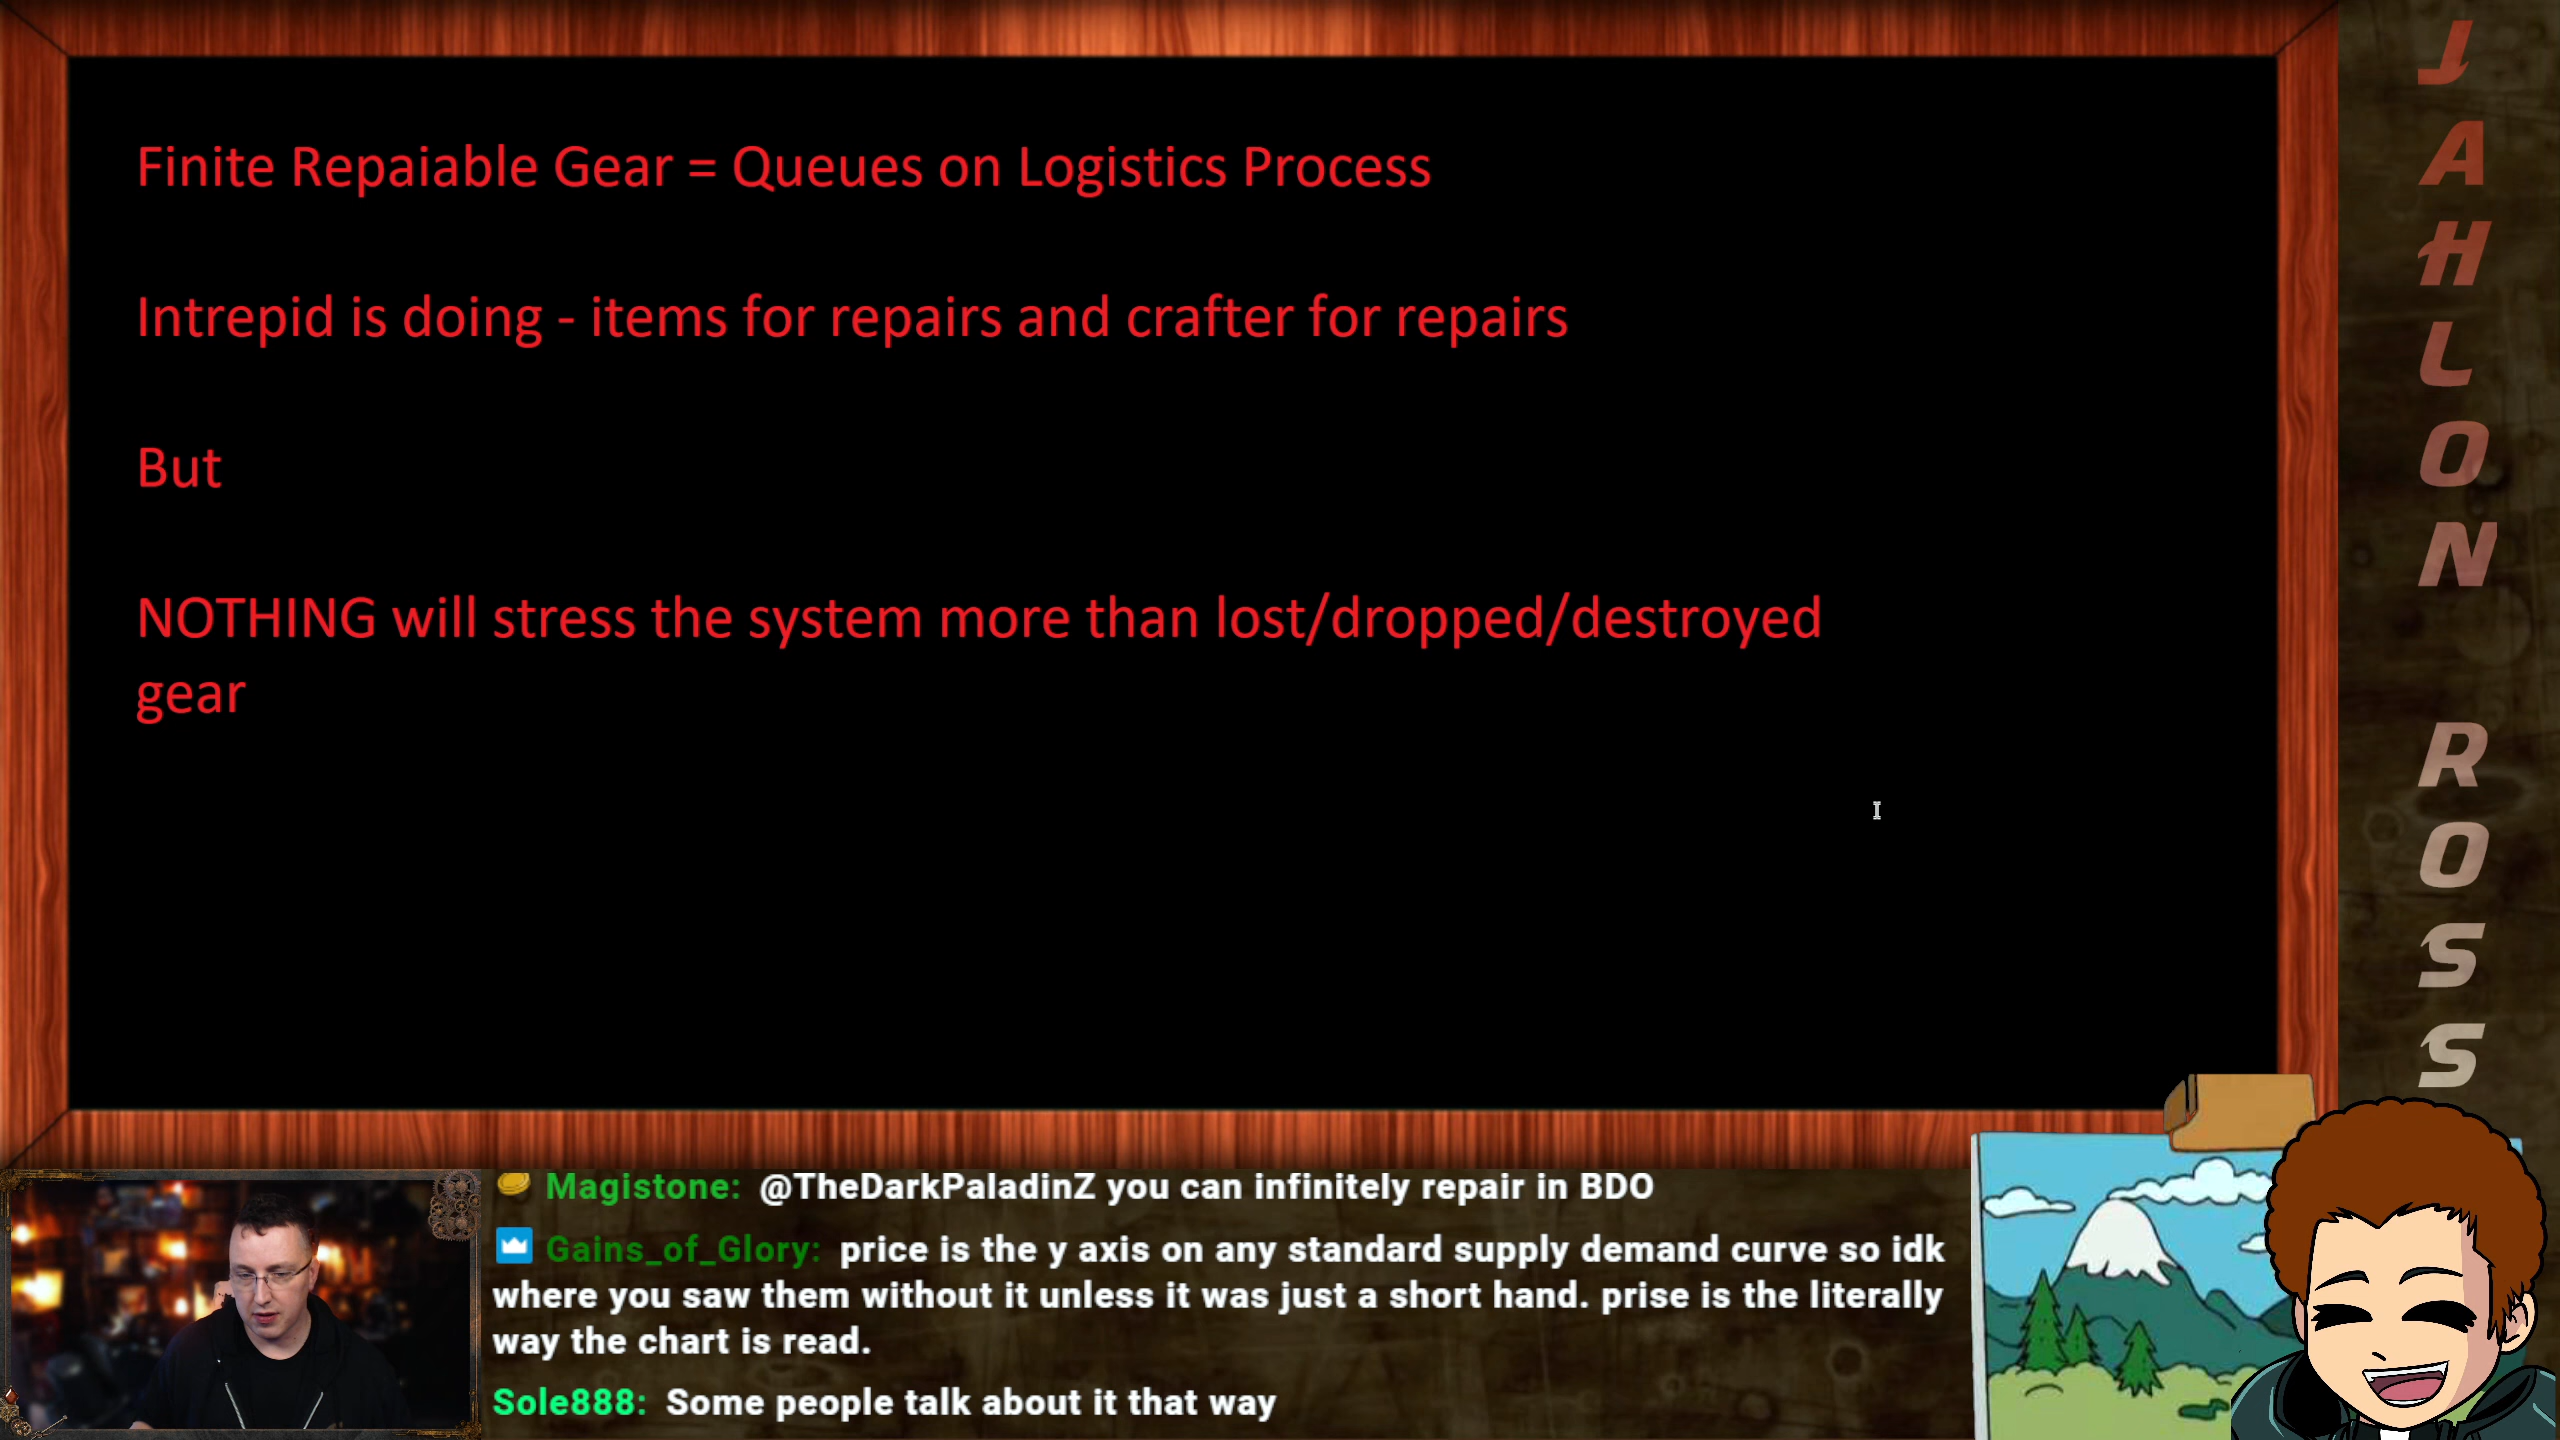 Finite Repaiable Gear = Queues on Logistics Process
Intrepid is doing - items for repairs and crafter for repairs
But
NOTHING will stress the system more than lost/dropped/destroyed
gear
JAHLON ROSS
Magistone: @TheDarkPaladinZ you can infinitely repair in BDO
Gains_of_Glory: price is the y axis on any standard supply demand curve so idk
where you saw them without it unless it was just a short hand. prise is the literally
way the chart is read.
Sole888: Some people talk about it that way